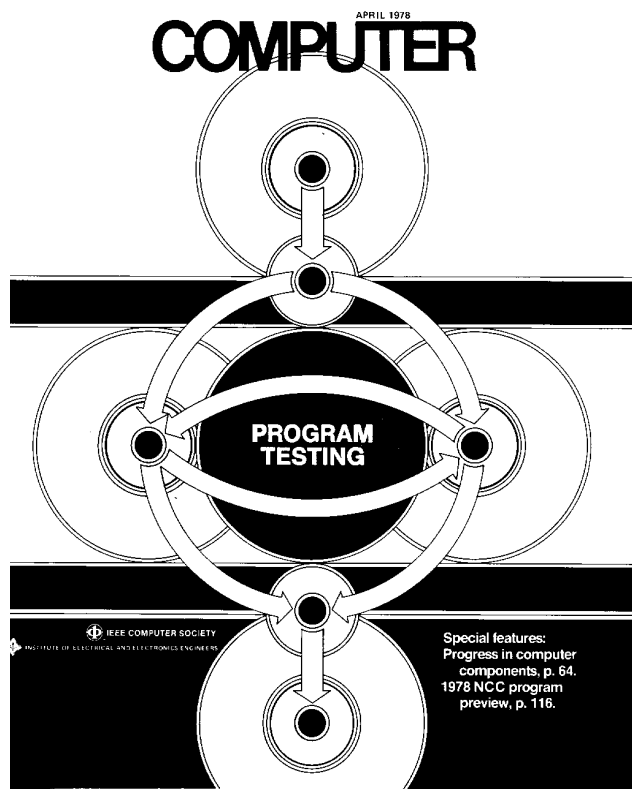 APRIL 1978
COMPUTER
PROGRAM
TESTING
IEEE COMPUTER SOCIETY
INSTITUTE OF ELECTRICAL AND ELECTRONICS ENGINEERS
Special features:
Progress in computer
components, p. 64.
1978 NCC program
preview, p. 116.